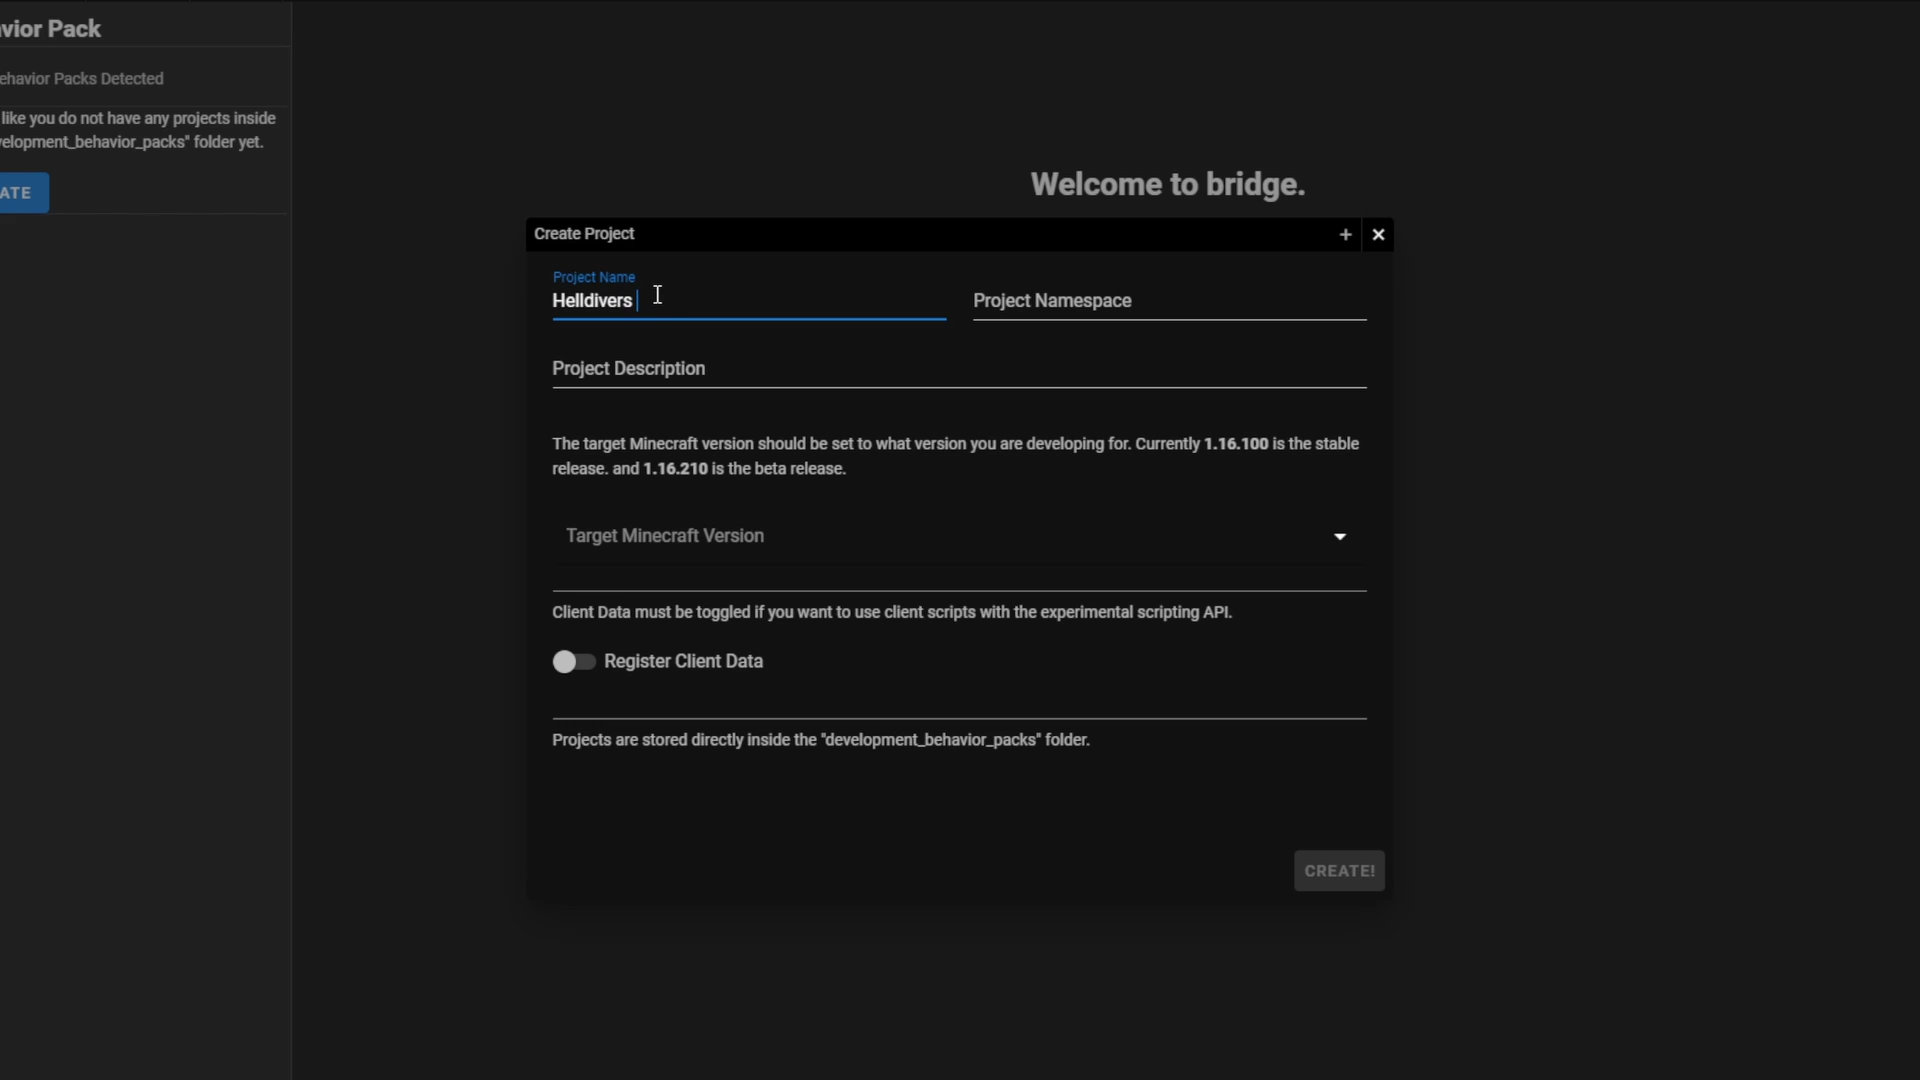 vior Pack
ehavior Packs Detected
like you do not have any projects inside
velopment_behavior_packs" folder yet.
ATE
Welcome to bridge.
Create Project
Project Name
Helldivers
Project Namespace
Project Description
The target Minecraft version should be set to what version you are developing for. Currently 1.16.100 is the stable
release. and 1.16.210 is the beta release.
Target Minecraft Version
Client Data must be toggled if you want to use client scripts with the experimental scripting API.
Register Client Data
Projects are stored directly inside the "development_behavior_packs" folder.
CREATE!